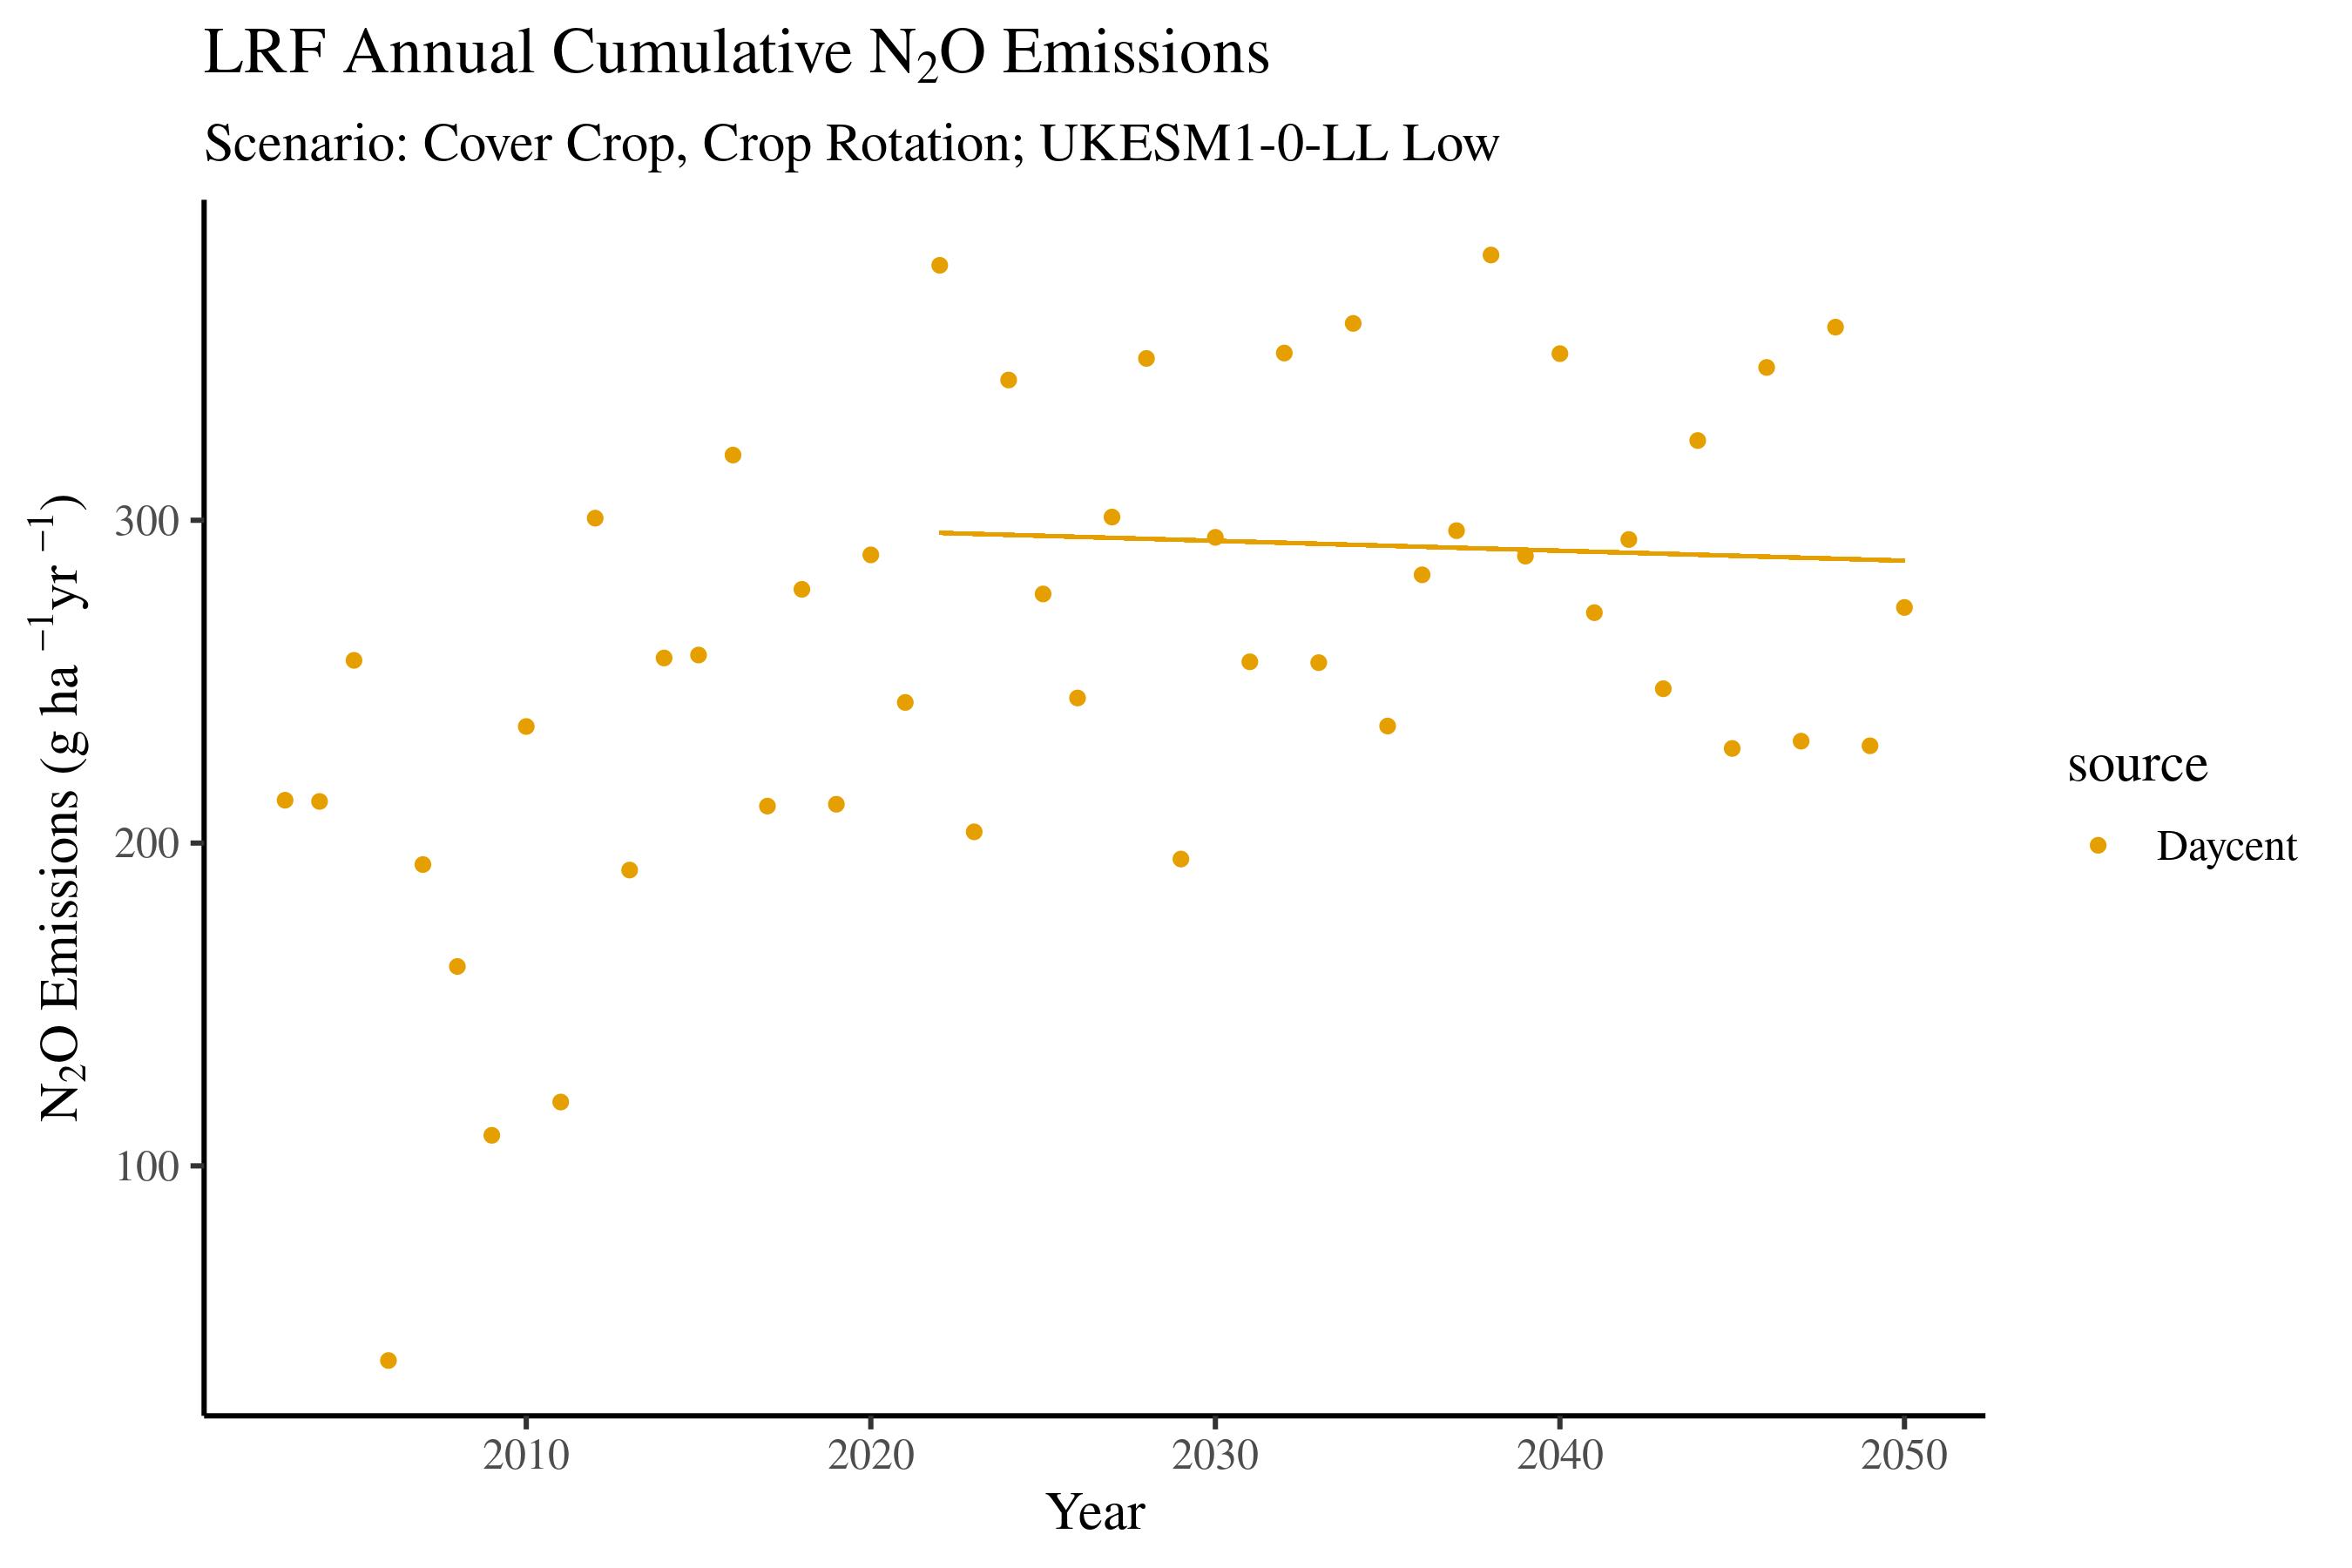 LRF Annual Cumulative N₂O Emissions
Scenario: Cover Crop, Crop Rotation; UKESM1-0-LL Low
N₂O Emissions (g ha⁻¹yr⁻¹)
300
200
100
2010
2020
2030
2040
2050
Year
source
Daycent